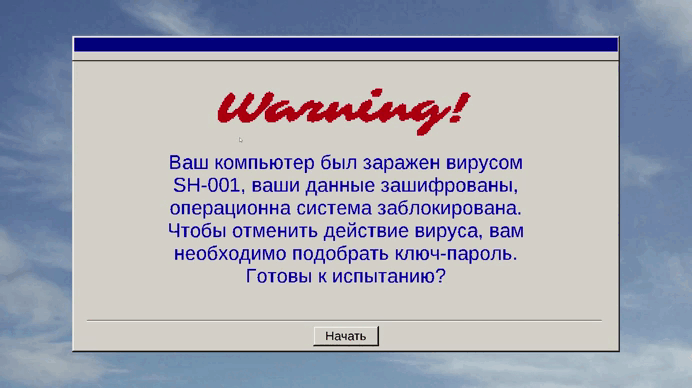 Warning!
Ваш компьютер был заражен вирусом
SH-001, ваши данные зашифрованы,
операционна система заблокирована.
Чтобы отменить действие вируса, вам
необходимо подобрать ключ-пароль.
Готовы к испытанию?
Начать